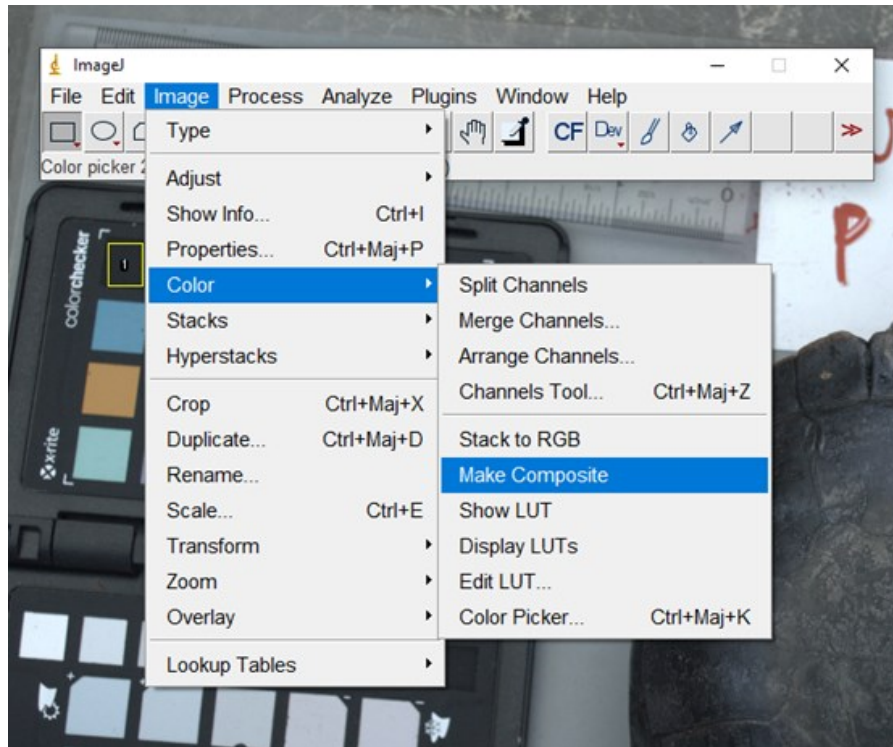 ImageJ
File Edit Image Process Analyze Plugins Window Help
CF Dev
Color picker
Type
Adjust
Show Info... Ctrl+I
Properties... Ctrl+Maj+P
Color
Stacks
Hyperstacks
Crop Ctrl+Maj+X
Duplicate... Ctrl+Maj+D
Rename...
Scale... Ctrl+E
Transform
Zoom
Overlay
Lookup Tables
Split Channels
Merge Channels...
Arrange Channels...
Channels Tool... Ctrl+Maj+Z
Stack to RGB
Make Composite
Show LUT
Display LUTs
Edit LUT...
Color Picker... Ctrl+Maj+K
colorchecker
1
x-rite
0
P